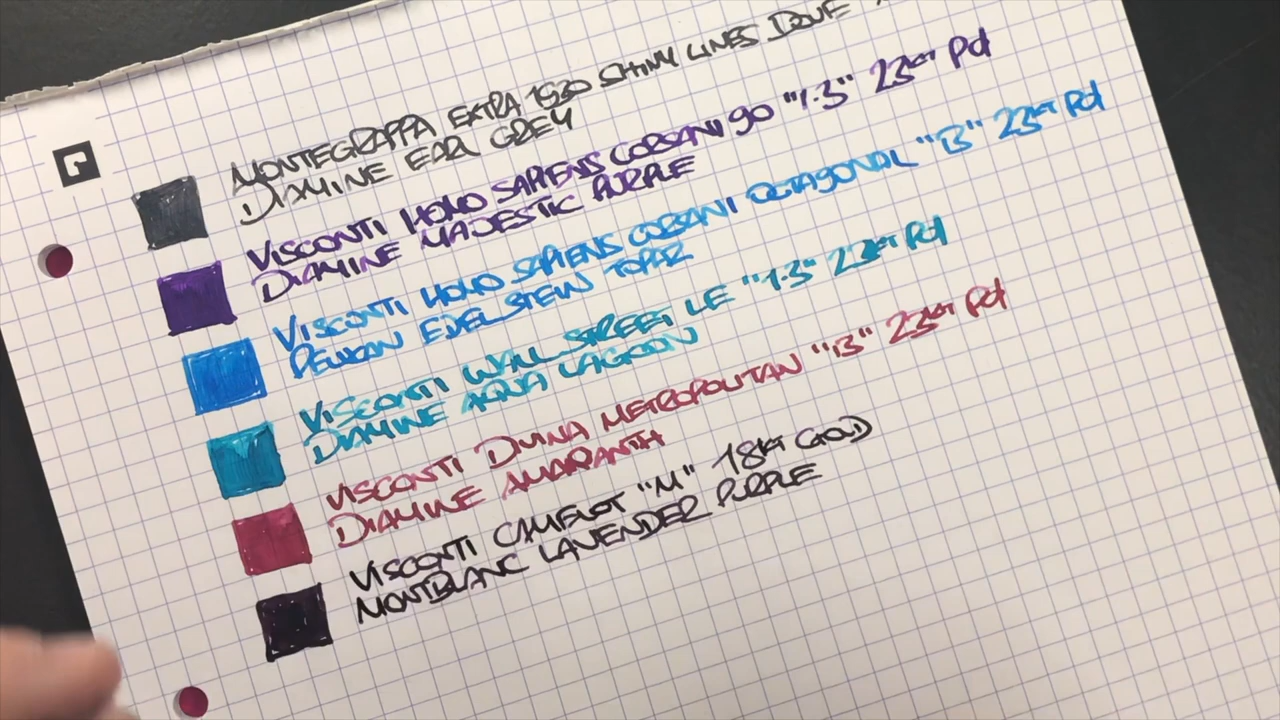 MONTEGRAPPA EXTRA 1930 SHINY LINES DOVE
DIAMINE EARL GREY
VISCONTI HOMO SAPIENS CORSANI 90 "1.3" 23KT Pd
DIAMINE MAJESTIC PURPLE
VISCONTI HOMO SAPIENS CORSANI OCTAGONAL "B" 23KT Pd
PELIKAN EDELSTEIN TOPAZ
VISCONTI WALL STREET LE "1.3" 23KT Pd
DIAMINE AQUA LAGOON
VISCONTI DIVINA METROPOLITAN "B" 23KT Pd
DIAMINE AMARANTH
VISCONTI CAMELOT "M" 18KT GOLD
MONTBLANC LAVENDER PURPLE